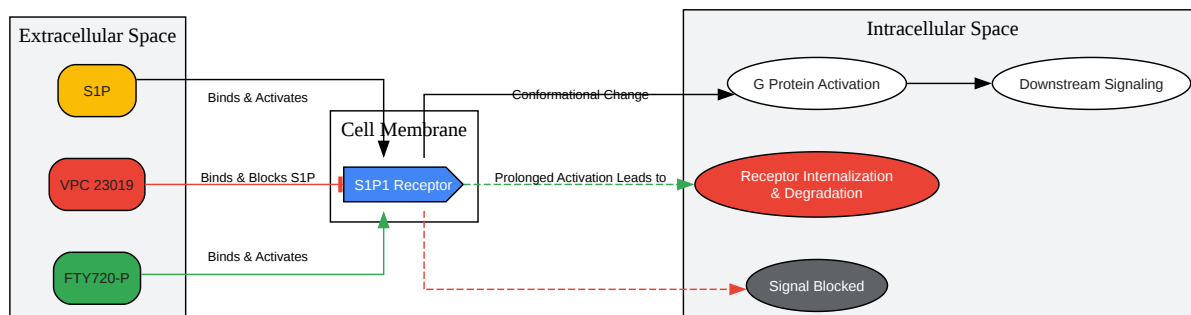 Extracellular Space
Intracellular Space
S1P
Binds & Activates
Conformational Change
G Protein Activation
Downstream Signaling
Cell Membrane
VPC 23019
Binds & Blocks S1P
S1P1 Receptor
Prolonged Activation Leads to
Receptor Internalization
& Degradation
FTY720-P
Binds & Activates
Signal Blocked